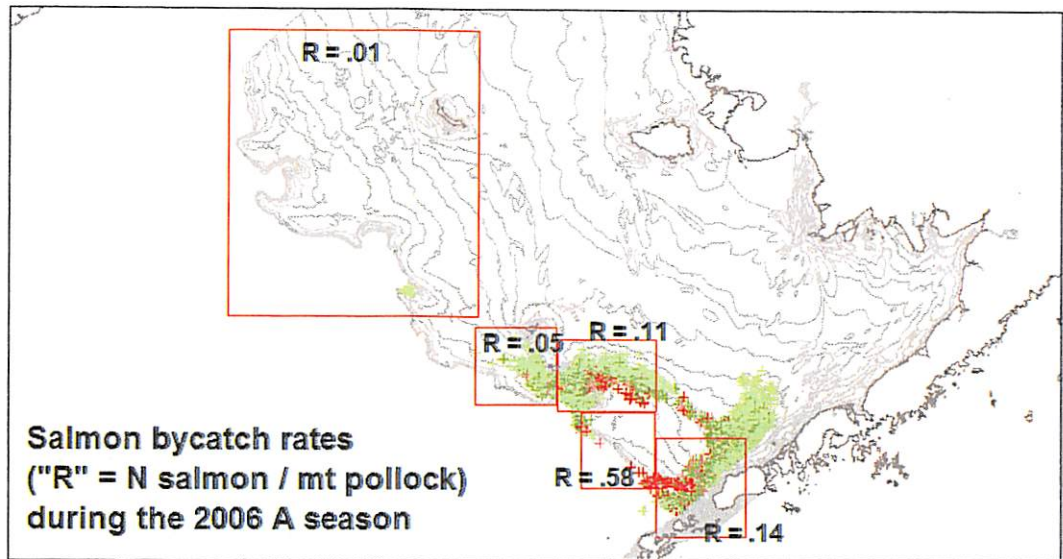 R = .01
R = .05
R = .11
R = .58
R = .14
Salmon bycatch rates
("R" = N salmon / mt pollock)
during the 2006 A season